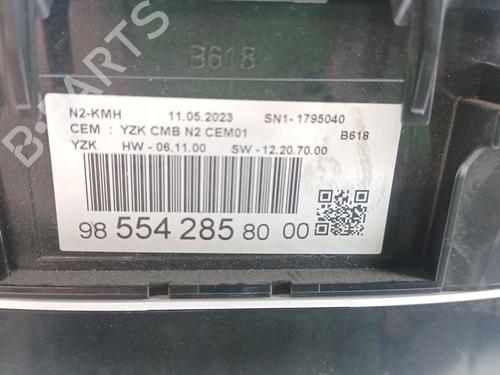 B-PARTS
B618
N2-KMH 11.05.2023 SN1- 1795040
CEM : YZK CMB N2 CEM01 B618
YZK HW - 06.11.00 SW - 12.20.70.00
98 554 285 80 00